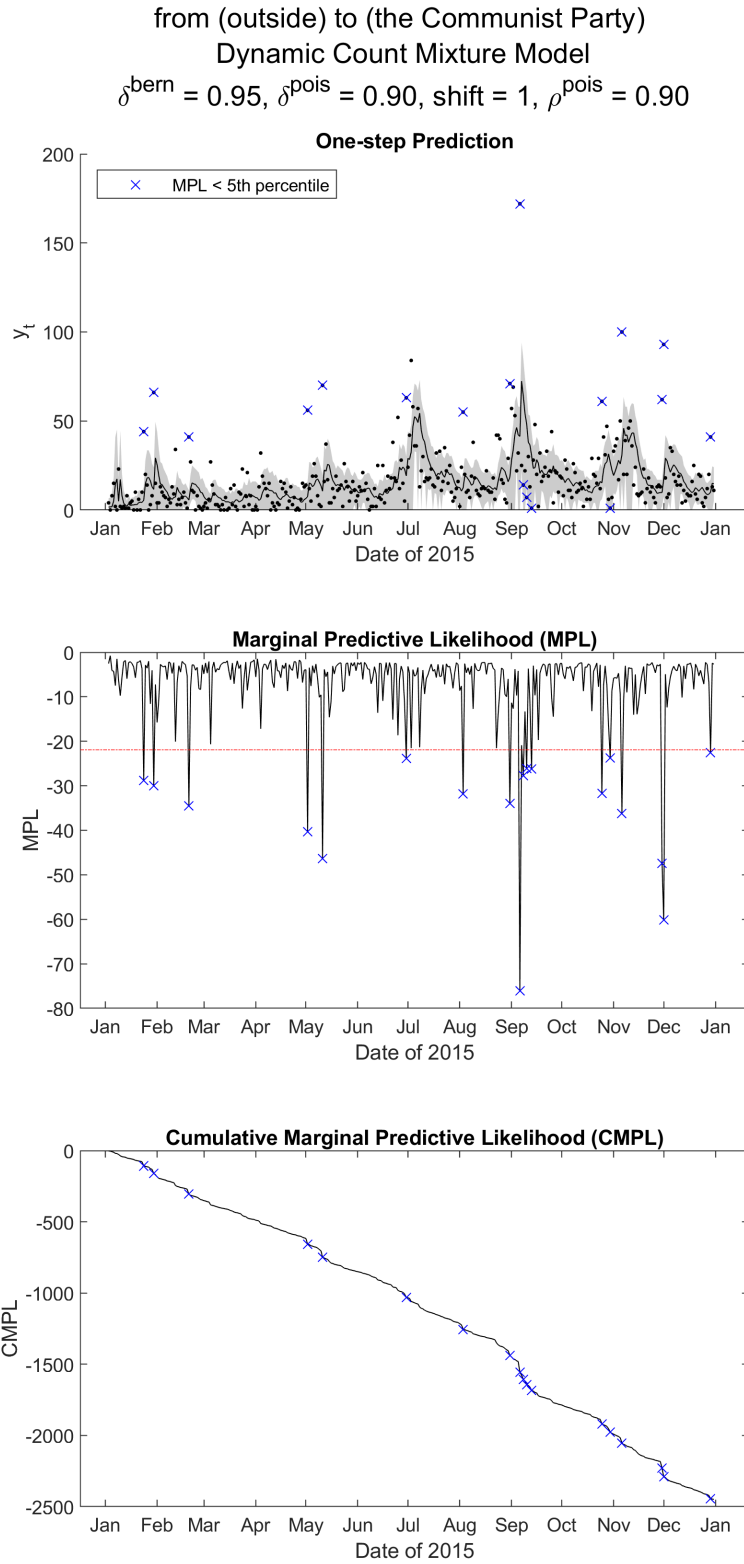 from (outside) to (the Communist Party)
Dynamic Count Mixture Model
δ^bern = 0.95, δ^pois = 0.90, shift = 1, ρ^pois = 0.90
One-step Prediction
200
150
100
50
0
y_t
MPL < 5th percentile
Jan Feb Mar Apr May Jun Jul Aug Sep Oct Nov Dec Jan
Date of 2015
Marginal Predictive Likelihood (MPL)
0
-10
-20
-30
-40
-50
-60
-70
-80
MPL
Jan Feb Mar Apr May Jun Jul Aug Sep Oct Nov Dec Jan
Date of 2015
Cumulative Marginal Predictive Likelihood (CMPL)
0
-500
-1000
-1500
-2000
-2500
CMPL
Jan Feb Mar Apr May Jun Jul Aug Sep Oct Nov Dec Jan
Date of 2015